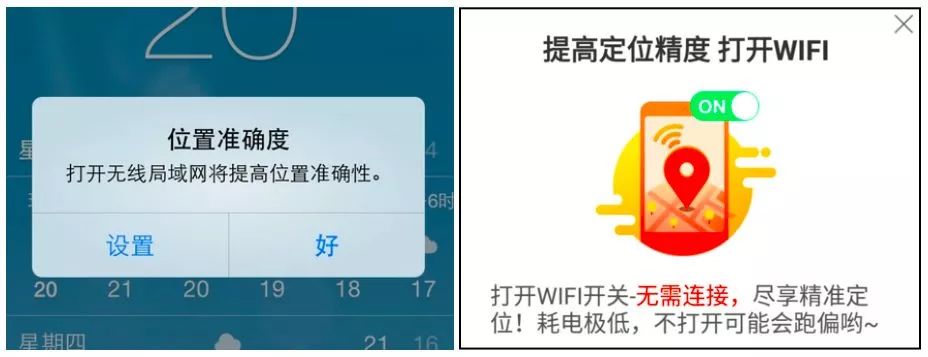 20
星
4
位置准确度
打开无线局域网将提高位置准确性。
6时
设置
好
20 21 20 19 18 17
星期四 21 16
提高定位精度 打开WIFI
ON
打开WIFI开关-无需连接，尽享精准定
位！耗电极低，不打开可能会跑偏哟~